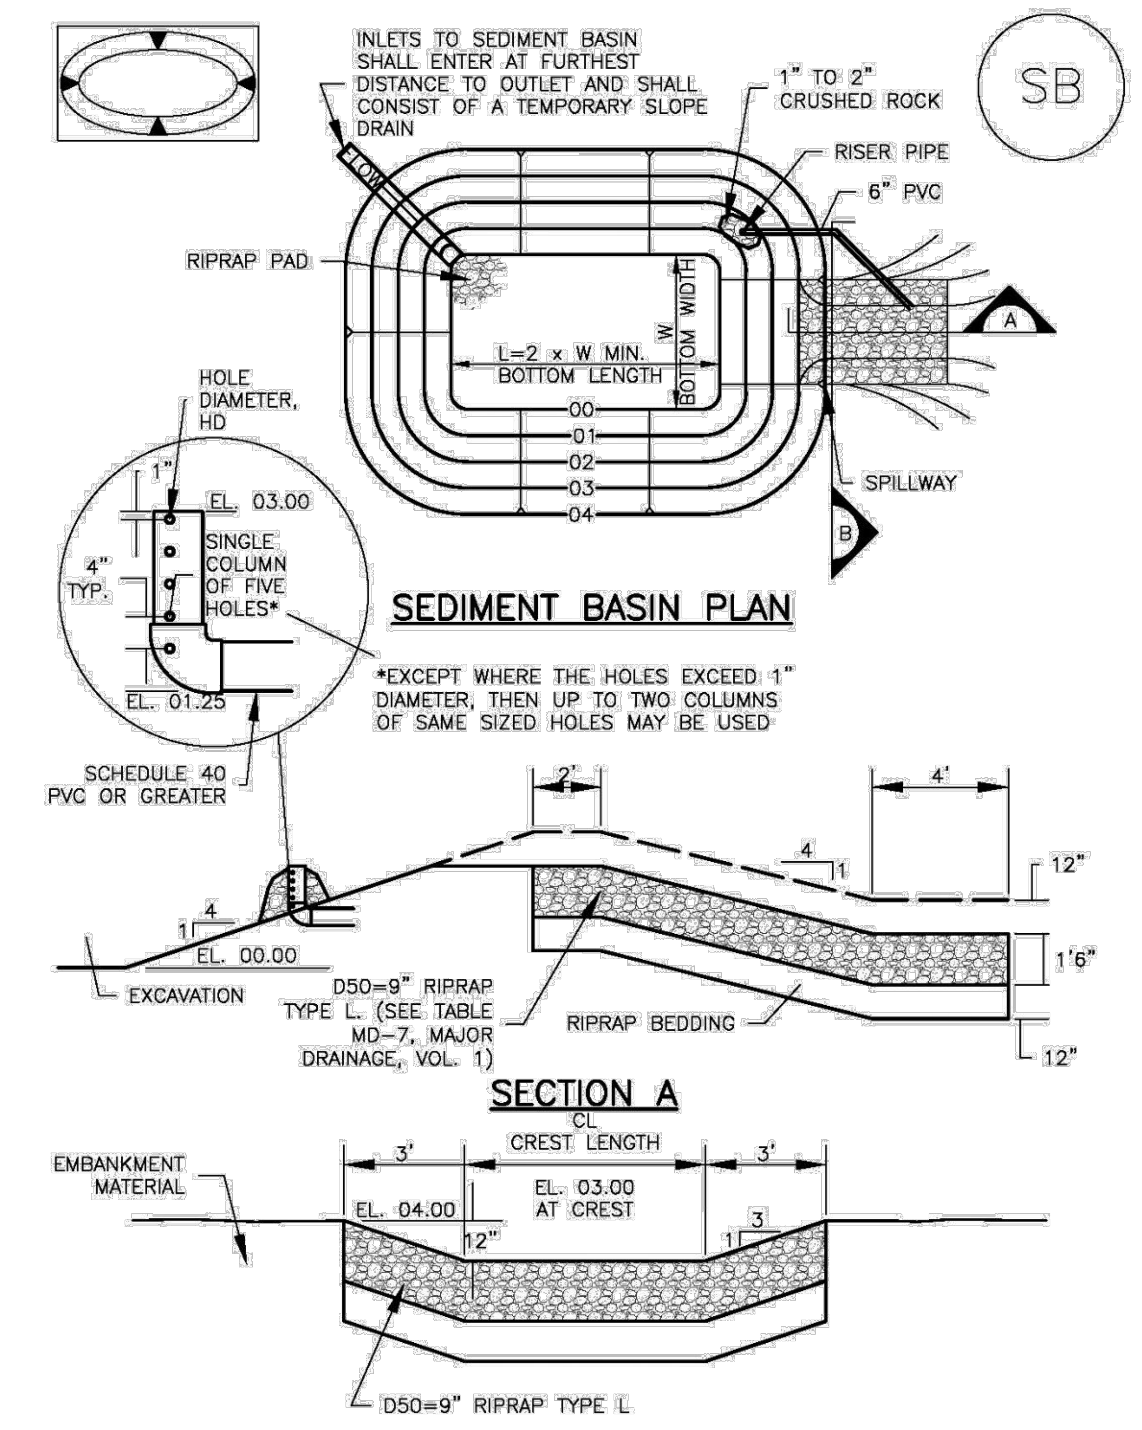 INLETS TO SEDIMENT BASIN
SHALL ENTER AT FURTHEST
DISTANCE TO OUTLET AND SHALL
CONSIST OF A TEMPORARY SLOPE
DRAIN
1" TO 2"
CRUSHED ROCK
SB
RISER PIPE
6" PVC
FLOW
RIPRAP PAD
W
BOTTOM WIDTH
L=2 x W MIN.
BOTTOM LENGTH
A
00
01
02
03
04
SPILLWAY
B
HOLE
DIAMETER,
HD
1"
EL. 03.00
4"
TYP.
SINGLE
COLUMN
OF FIVE
HOLES*
EL. 01.25
SEDIMENT BASIN PLAN
*EXCEPT WHERE THE HOLES EXCEED 1"
DIAMETER, THEN UP TO TWO COLUMNS
OF SAME SIZED HOLES MAY BE USED
SCHEDULE 40
PVC OR GREATER
2'
4'
4
1
12"
4
1
EL. 00.00
EXCAVATION
1'6"
D50=9" RIPRAP
TYPE L. (SEE TABLE
MD-7, MAJOR
DRAINAGE, VOL. 1)
RIPRAP BEDDING
12"
SECTION A
CL
CREST LENGTH
3'
3'
EMBANKMENT
MATERIAL
EL. 04.00
EL. 03.00
AT CREST
12"
3
1
D50=9" RIPRAP TYPE L